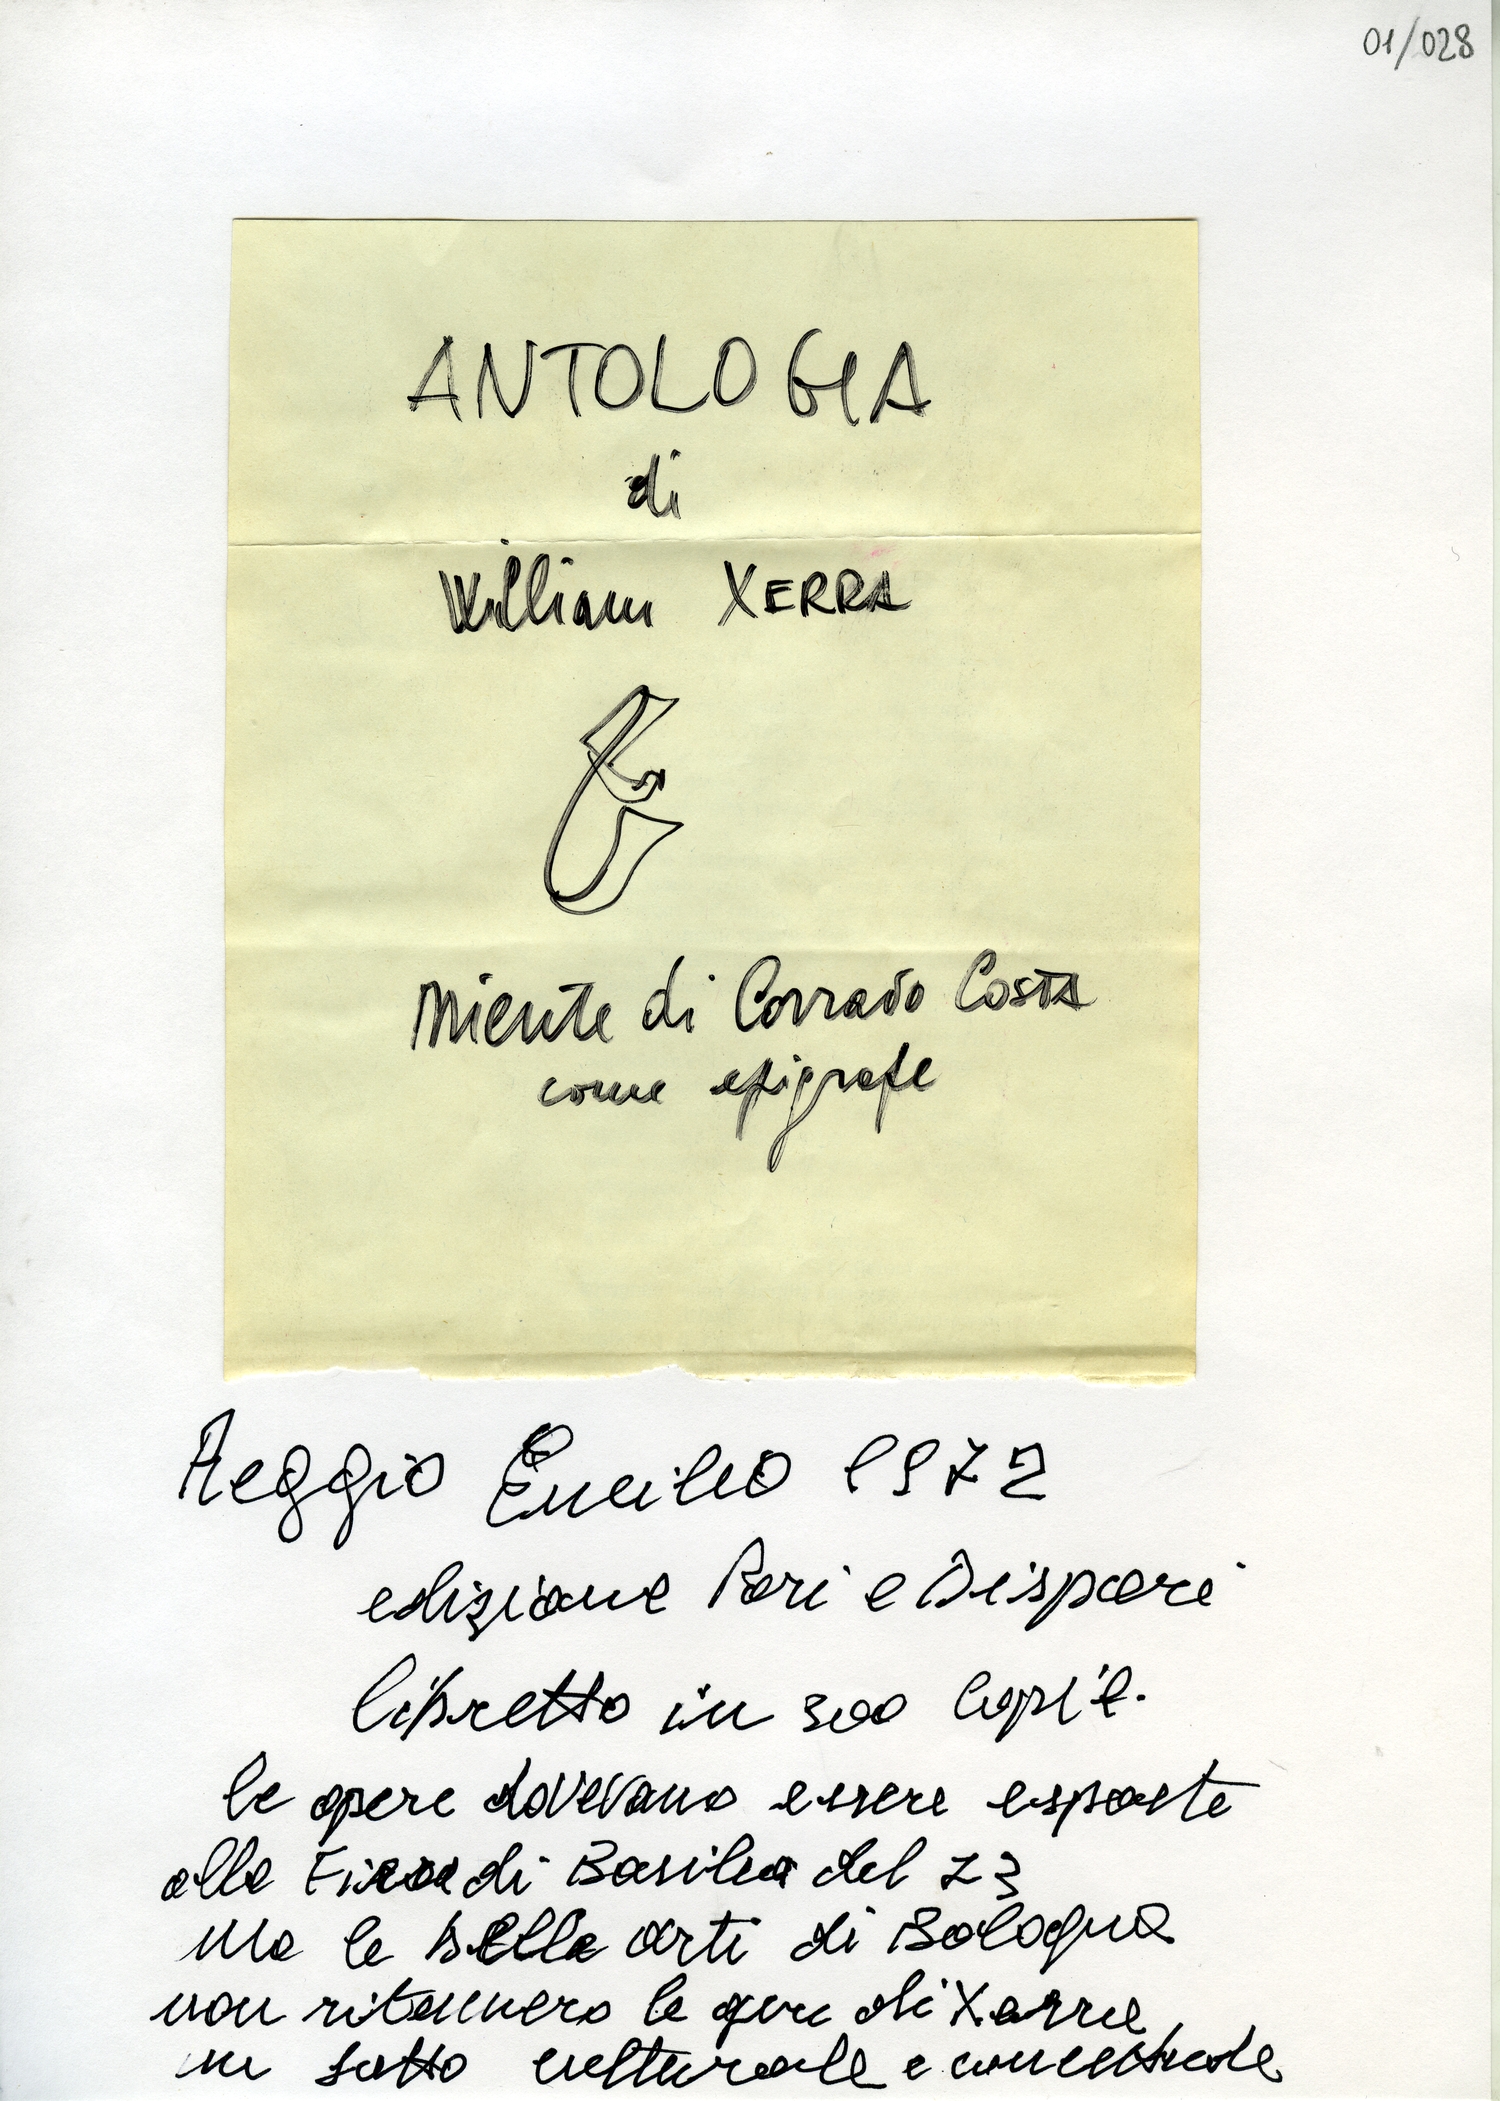 01/028
ANTOLOGIA
di
William XERRA
Niente di Corrado Costa
come epigrafe
Reggio Emilia 1972
edizione Pari e Dispari
libretto in 300 copie.
le opere dovevano essere esposte
alla Fiera di Basilea del 73
Ma le Belle arti di Bologna
non ritennero le opere di Xerra
un fatto culturale e